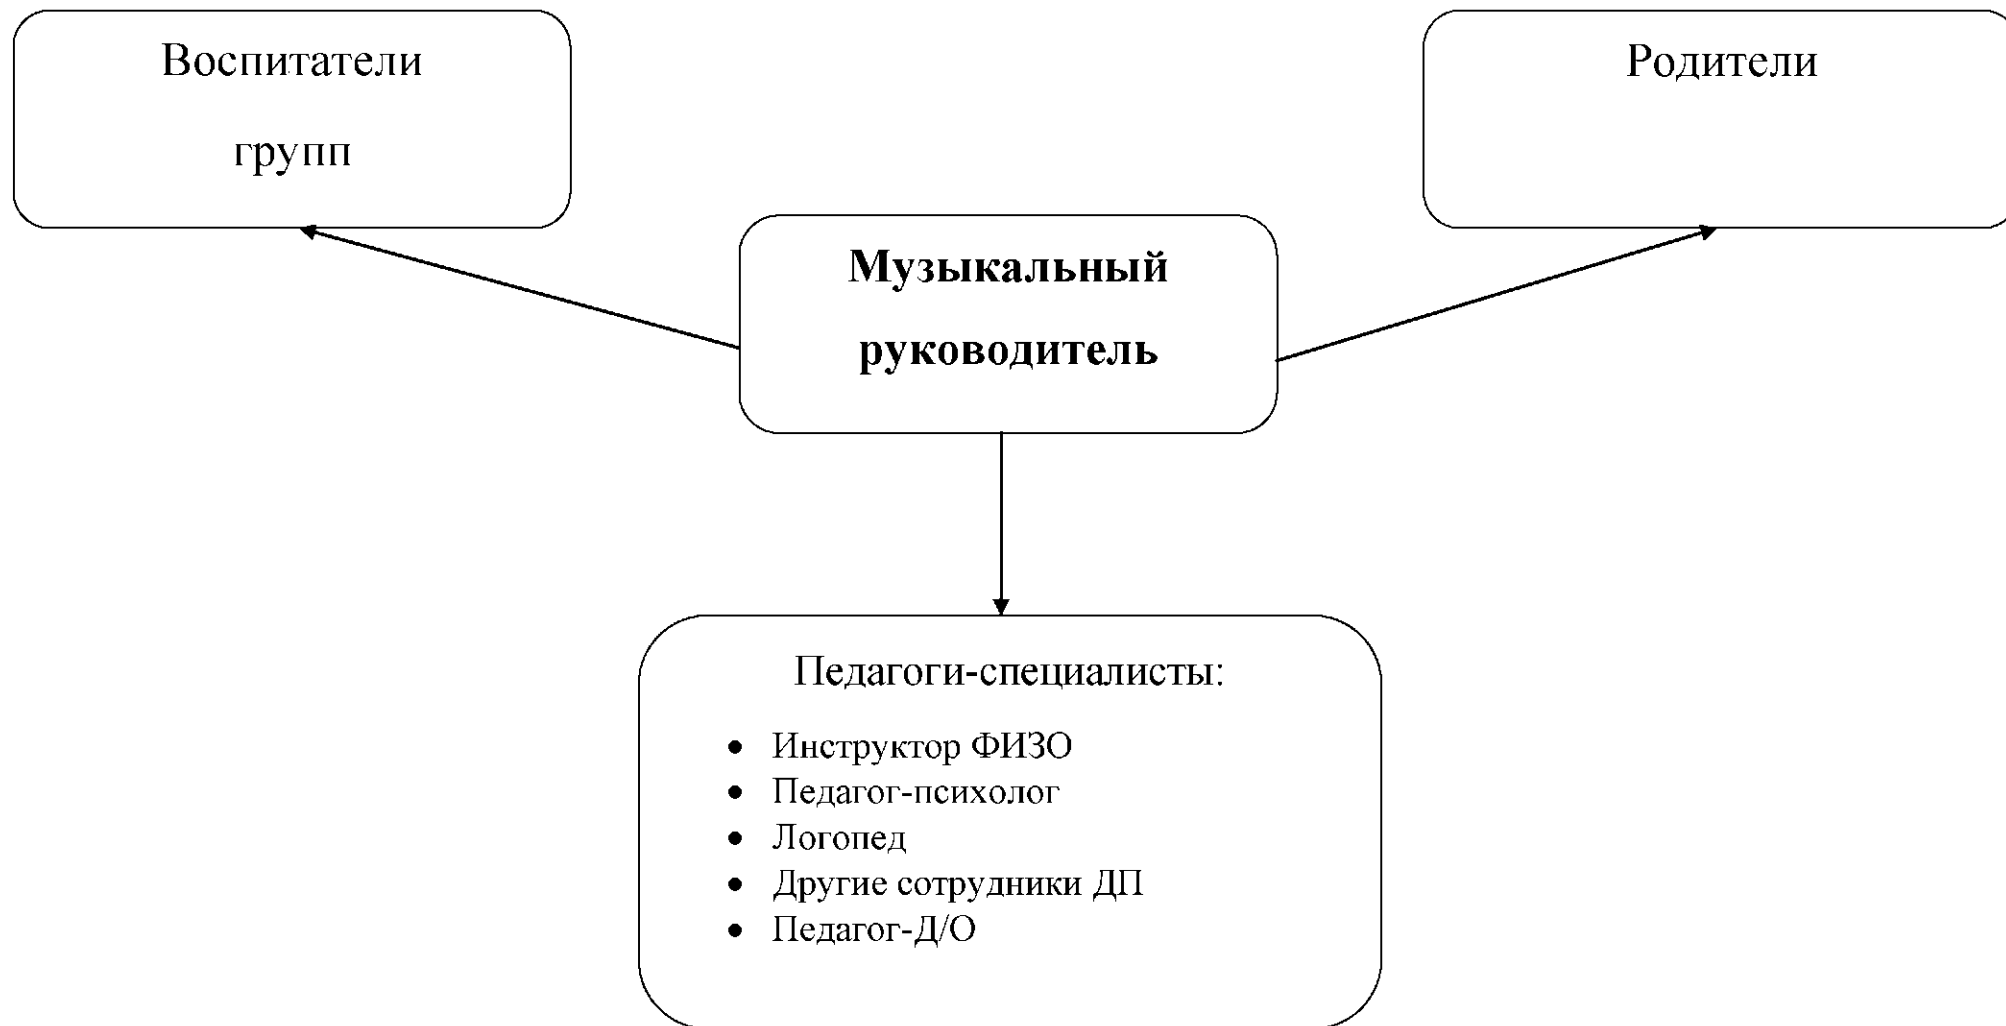 Воспитатели
групп
Родители
Музыкальный
руководитель
Педагоги-специалисты:
• Инструктор ФИЗО
• Педагог-психолог
• Логопед
• Другие сотрудники ДП
• Педагог-Д/О